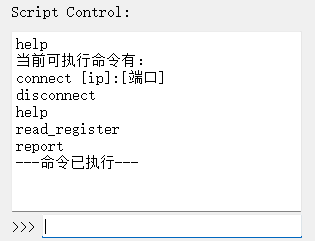 Script Control:
help
当前可执行命令有:
connect [ip]:[端口]
disconnect
help
read_register
report
---命令已执行---
>>>